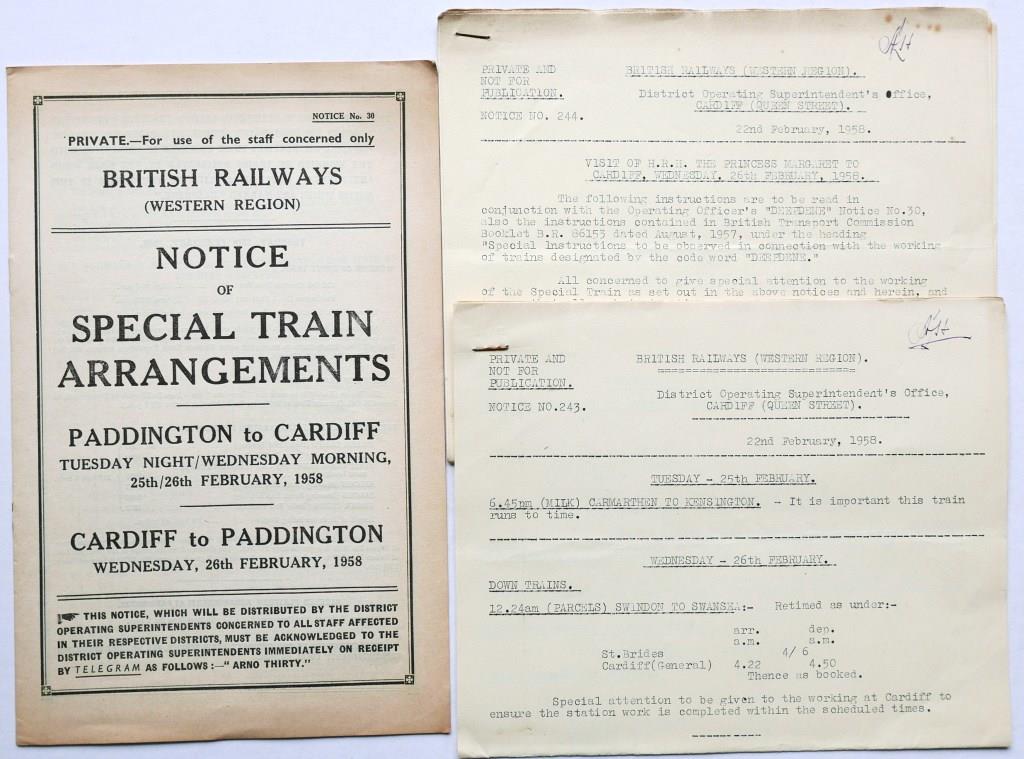 NOTICE No. 30
PRIVATE.—For use of the staff concerned only
BRITISH RAILWAYS
(WESTERN REGION)
NOTICE
OF
SPECIAL TRAIN
ARRANGEMENTS
PADDINGTON to CARDIFF
TUESDAY NIGHT/WEDNESDAY MORNING,
25th/26th FEBRUARY, 1958
CARDIFF to PADDINGTON
WEDNESDAY, 26th FEBRUARY, 1958
THIS NOTICE, WHICH WILL BE DISTRIBUTED BY THE DISTRICT
OPERATING SUPERINTENDENTS CONCERNED TO ALL STAFF AFFECTED
IN THEIR RESPECTIVE DISTRICTS, MUST BE ACKNOWLEDGED TO THE
DISTRICT OPERATING SUPERINTENDENTS IMMEDIATELY ON RECEIPT
BY TELEGRAM AS FOLLOWS :—" ARNO THIRTY."
PRIVATE AND BRITISH RAILWAYS (WESTERN REGION).
NOT FOR
PUBLICATION. District Operating Superintendent's Office,
CARDIFF (QUEEN STREET).
NOTICE NO. 244.
22nd February, 1958.
VISIT OF H.R.H. THE PRINCESS MARGARET TO
CARDIFF, WEDNESDAY, 26th FEBRUARY, 1958.
The following instructions are to be read in
conjunction with the Operating Officer's "DEEPDENE" Notice No.30,
also the instructions contained in British Transport Commission
Booklet B.R. 86153 dated August, 1957, under the heading
"Special Instructions to be observed in connection with the working
of trains designated by the code word "DEEPDENE."
All concerned to give special attention to the working
of the Special Train as set out in the above notices and herein, and
PRIVATE AND BRITISH RAILWAYS (WESTERN REGION).
NOT FOR
PUBLICATION. District Operating Superintendent's Office,
NOTICE NO.243. CARDIFF (QUEEN STREET).
22nd February, 1958.
TUESDAY - 25th FEBRUARY.
6.45pm (MILK) CARMARTHEN TO KENSINGTON. - It is important this train
runs to time.
WEDNESDAY - 26th FEBRUARY.
DOWN TRAINS.
12.24am (PARCELS) SWINDON TO SWANSEA:- Retimed as under:-
arr. dep.
a.m. a.m.
St.Brides 4/ 6
Cardiff(General) 4.22 4.50
Thence as booked.
Special attention to be given to the working at Cardiff to
ensure the station work is completed within the scheduled times.